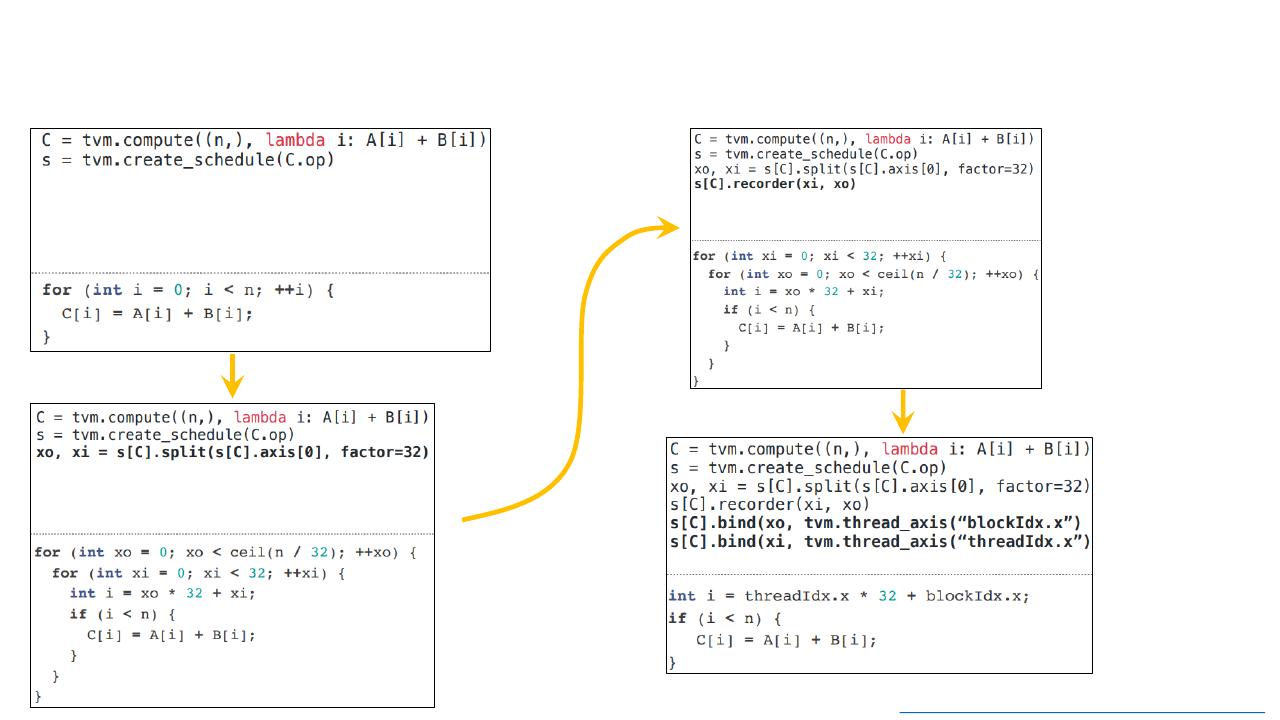 C = tvm.compute((n,), lambda i: A[i] + B[i])
s = tvm.create_schedule(C.op)
for (int i = 0; i < n; ++i) {
  C[i] = A[i] + B[i];
}
C = tvm.compute((n,), lambda i: A[i] + B[i])
s = tvm.create_schedule(C.op)
xo, xi = s[C].split(s[C].axis[0], factor=32)
for (int xo = 0; xo < ceil(n / 32); ++xo) {
  for (int xi = 0; xi < 32; ++xi) {
    int i = xo * 32 + xi;
    if (i < n) {
      C[i] = A[i] + B[i];
    }
  }
}
C = tvm.compute((n,), lambda i: A[i] + B[i])
s = tvm.create_schedule(C.op)
xo, xi = s[C].split(s[C].axis[0], factor=32)
s[C].recorder(xi, xo)
for (int xi = 0; xi < 32; ++xi) {
  for (int xo = 0; xo < ceil(n / 32); ++xo) {
    int i = xo * 32 + xi;
    if (i < n) {
      C[i] = A[i] + B[i];
    }
  }
}
C = tvm.compute((n,), lambda i: A[i] + B[i])
s = tvm.create_schedule(C.op)
xo, xi = s[C].split(s[C].axis[0], factor=32)
s[C].recorder(xi, xo)
s[C].bind(xo, tvm.thread_axis(“blockIdx.x”)
s[C].bind(xi, tvm.thread_axis(“threadIdx.x”)
int i = threadIdx.x * 32 + blockIdx.x;
if (i < n) {
   C[i] = A[i] + B[i];
}